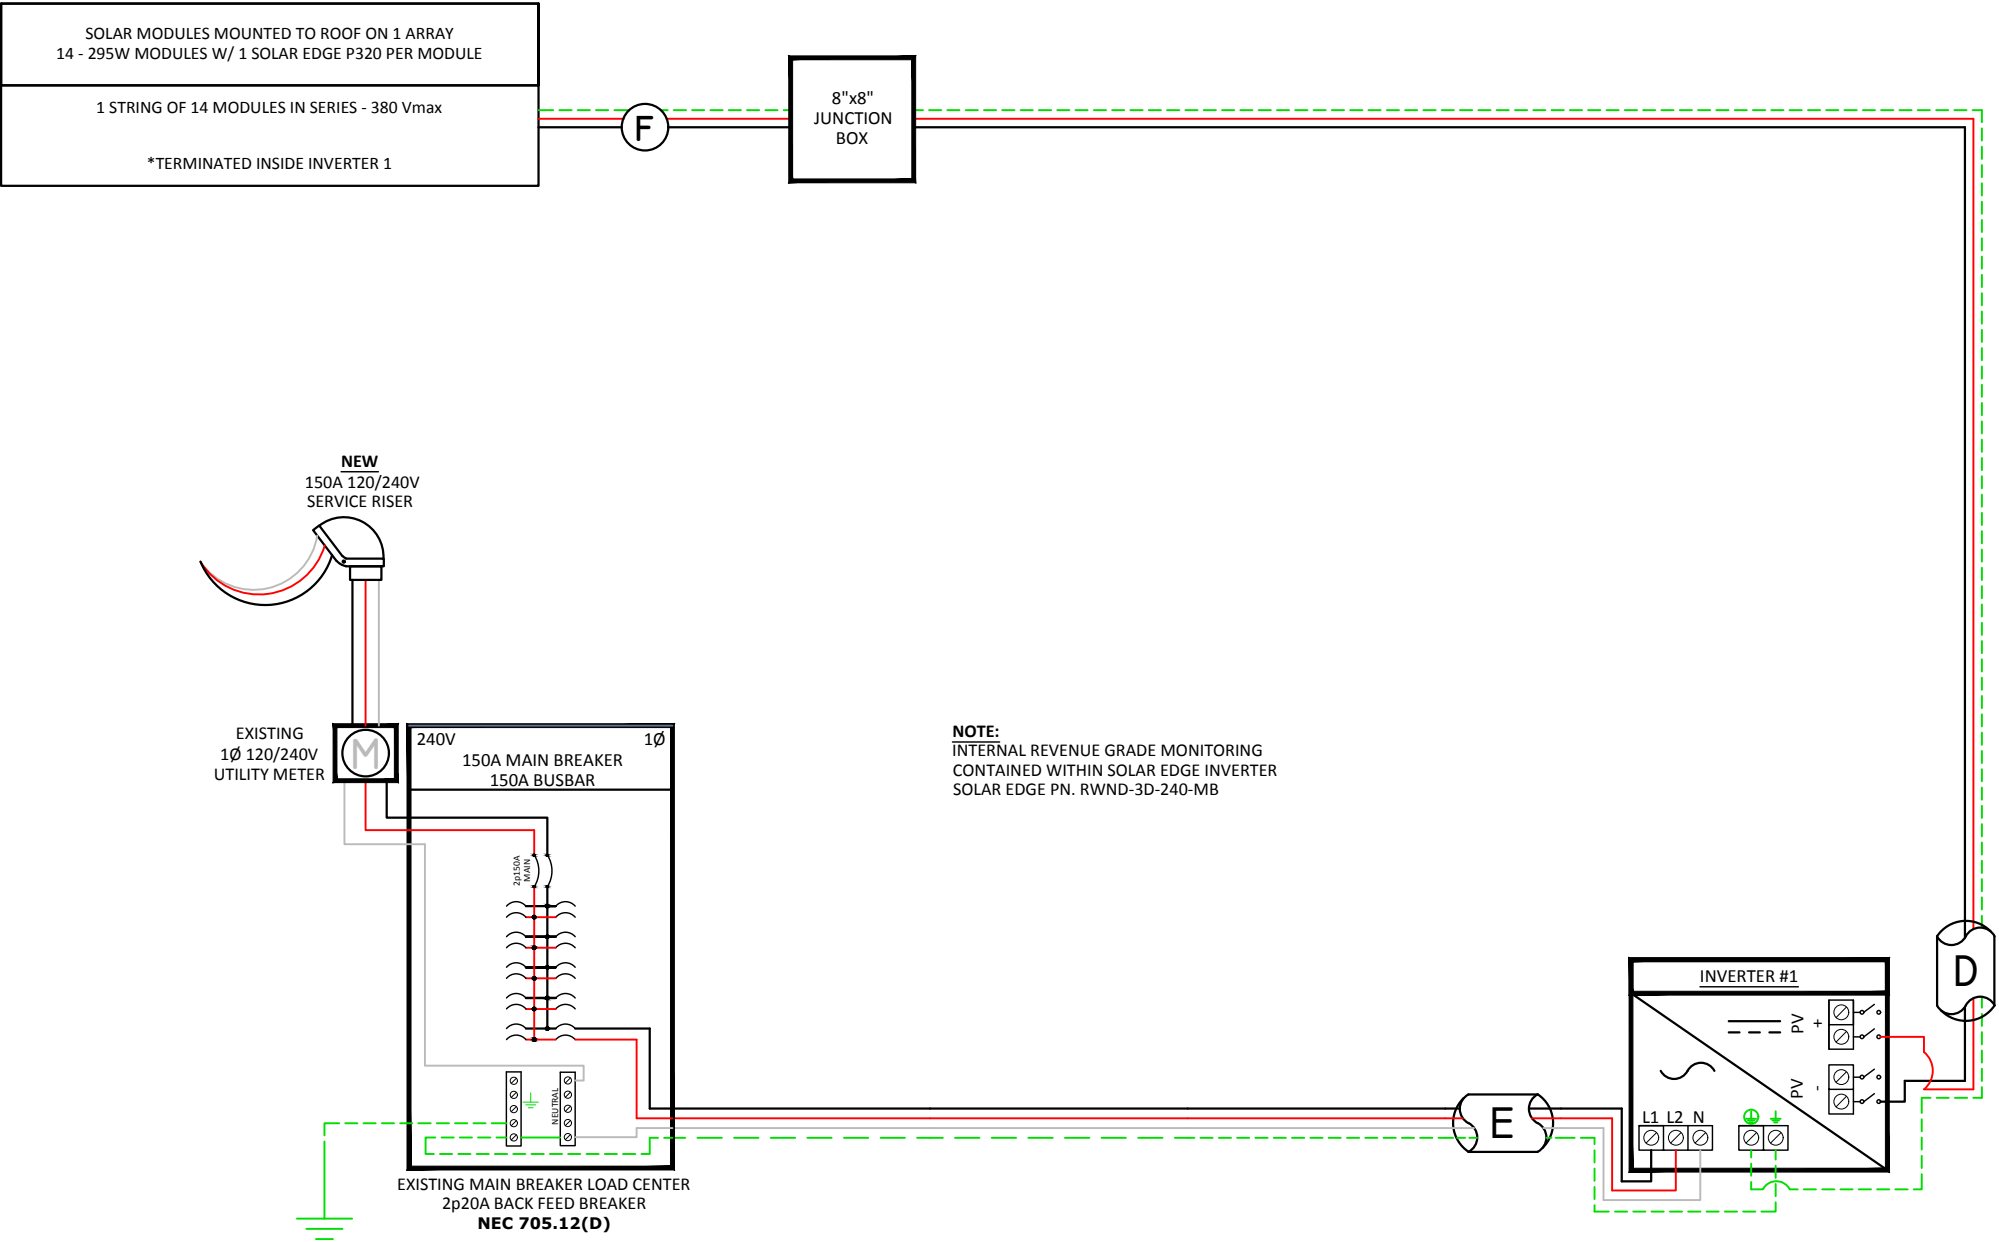 SOLAR MODULES MOUNTED TO ROOF ON 1 ARRAY
14 - 295W MODULES W/ 1 SOLAR EDGE P320 PER MODULE
1 STRING OF 14 MODULES IN SERIES - 380 Vmax
*TERMINATED INSIDE INVERTER 1
F
8"x8"
JUNCTION
BOX
NEW
150A 120/240V
SERVICE RISER
EXISTING
1Ø 120/240V
UTILITY METER
M
240V
1Ø
150A MAIN BREAKER
150A BUSBAR
2p150A
MAIN
NEUTRAL
EXISTING MAIN BREAKER LOAD CENTER
2p20A BACK FEED BREAKER
NEC 705.12(D)
NOTE:
INTERNAL REVENUE GRADE MONITORING
CONTAINED WITHIN SOLAR EDGE INVERTER
SOLAR EDGE PN. RWND-3D-240-MB
E
D
INVERTER #1
PV +
PV -
L1 L2 N